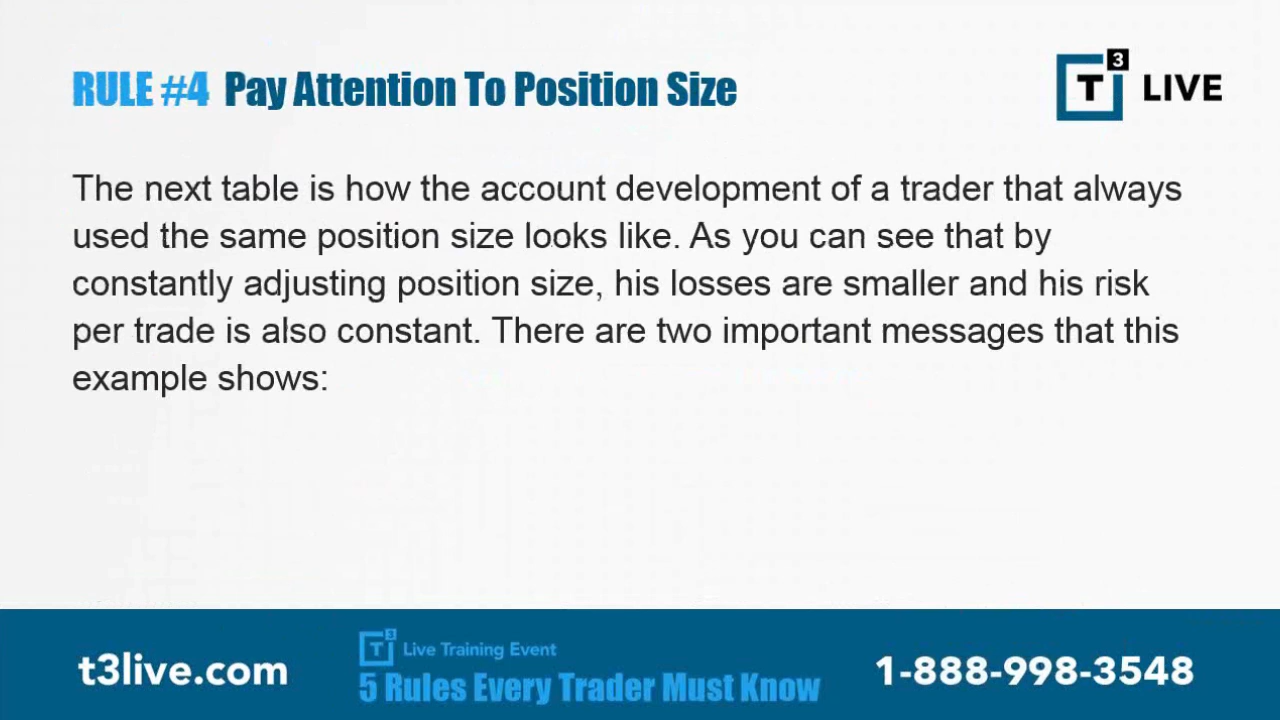 RULE #4 Pay Attention To Position Size
T3 LIVE
The next table is how the account development of a trader that always
used the same position size looks like. As you can see that by
constantly adjusting position size, his losses are smaller and his risk
per trade is also constant. There are two important messages that this
example shows:
t3live.com
T3 Live Training Event
5 Rules Every Trader Must Know
1-888-998-3548